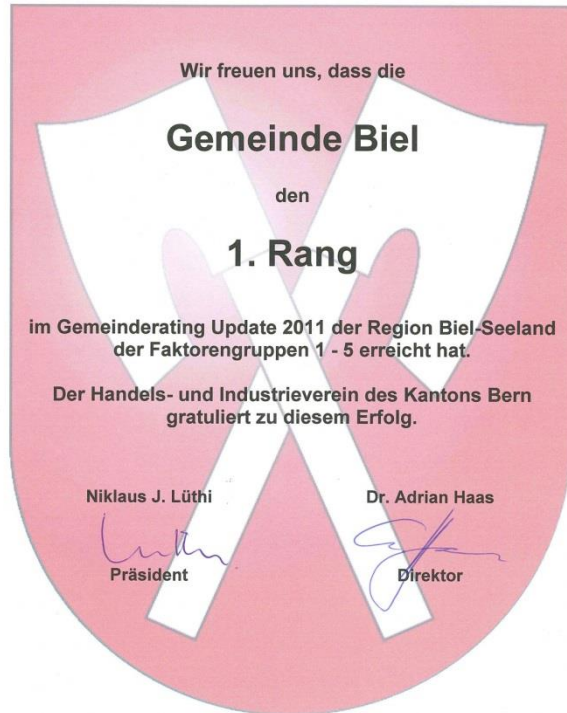 Wir freuen uns, dass die
Gemeinde Biel
den
1. Rang
im Gemeinderating Update 2011 der Region Biel-Seeland
der Faktorengruppen 1 - 5 erreicht hat.
Der Handels- und Industrieverein des Kantons Bern
gratuliert zu diesem Erfolg.
Niklaus J. Lüthi Dr. Adrian Haas
Präsident Direktor